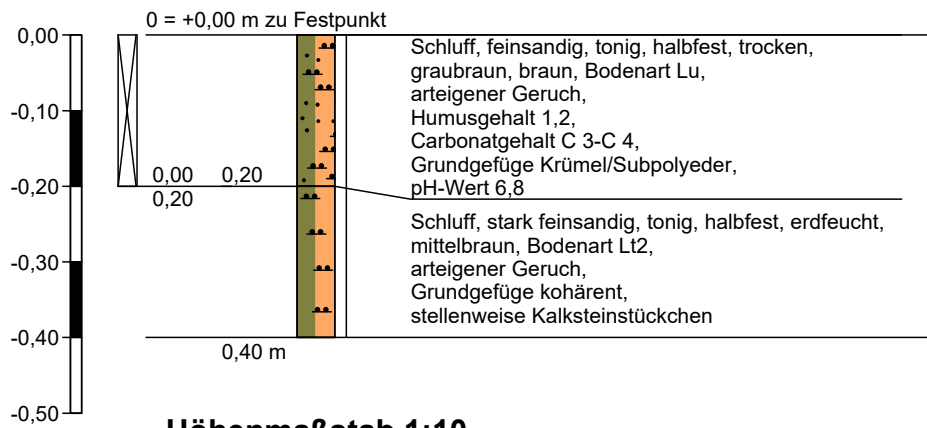 0 = +0,00 m zu Festpunkt
0,00
-0,10
-0,20
-0,30
-0,40
-0,50
0,00 0,20
0,20
0,40 m
Schluff, feinsandig, tonig, halbfest, trocken,
graubraun, braun, Bodenart Lu,
arteigener Geruch,
Humusgehalt 1,2,
Carbonatgehalt C 3-C 4,
Grundgefüge Krümel/Subpolyeder,
pH-Wert 6,8
Schluff, stark feinsandig, tonig, halbfest, erdfeucht,
mittelbraun, Bodenart Lt2,
arteigener Geruch,
Grundgefüge kohärent,
stellenweise Kalksteinstückchen
Höhenmaßstab 1:10